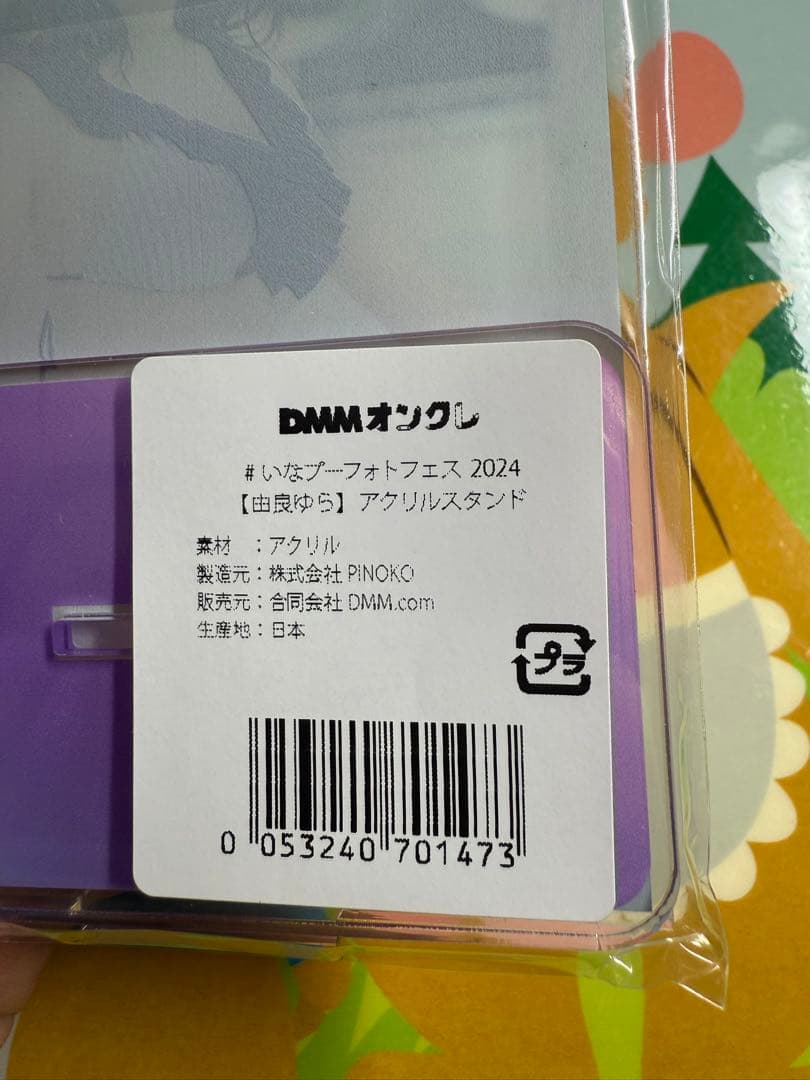 DMMオンクレ
#いなプーフォトフェス 2024
【由良ゆら】アクリルスタンド
素材　：アクリル
製造元：株式会社 PINOKO
販売元：合同会社 DMM.com
生産地：日本
プラ
0 053240 701473